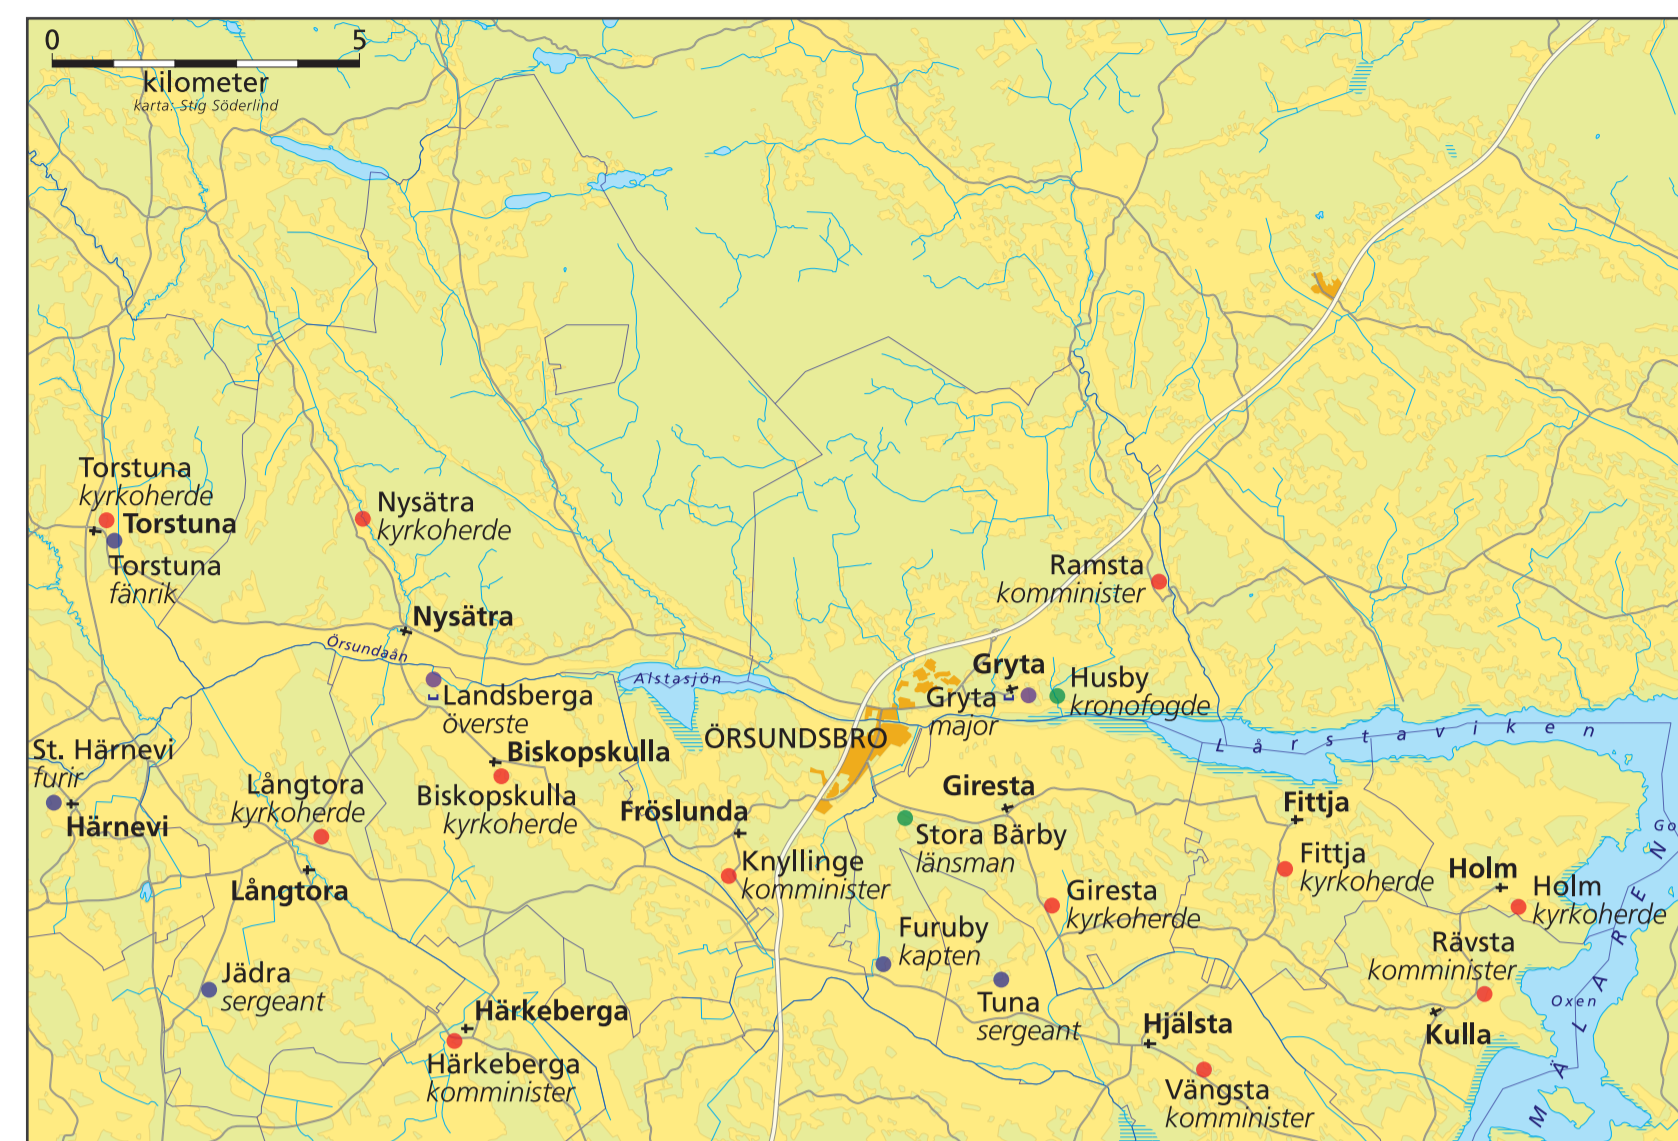 0 5
kilometer
karta: Stig Söderlind
Torstuna
kyrkoherde
Torstuna
Torstuna
fänrik
Nysätra
kyrkoherde
Nysätra
Ramsta
komminister
Örsundaån
Landsberga
överste
Alstasjön
Gryta
Gryta
major
Husby
kronofogde
ÖRSUNDSBRO
Lårstaviken
St. Härnevi
furir
Härnevi
Biskopskulla
Biskopskulla
kyrkoherde
Långtora
kyrkoherde
Långtora
Fröslunda
Knyllinge
komminister
Giresta
Stora Bärby
länsman
Giresta
kyrkoherde
Fittja
Fittja
kyrkoherde
Holm
Holm
kyrkoherde
Go
Furuby
kapten
Rävsta
komminister
Jädra
sergeant
Tuna
sergeant
Oxen
MÄLAREN
Härkeberga
Härkeberga
komminister
Hjälsta
Kulla
Vängsta
komminister